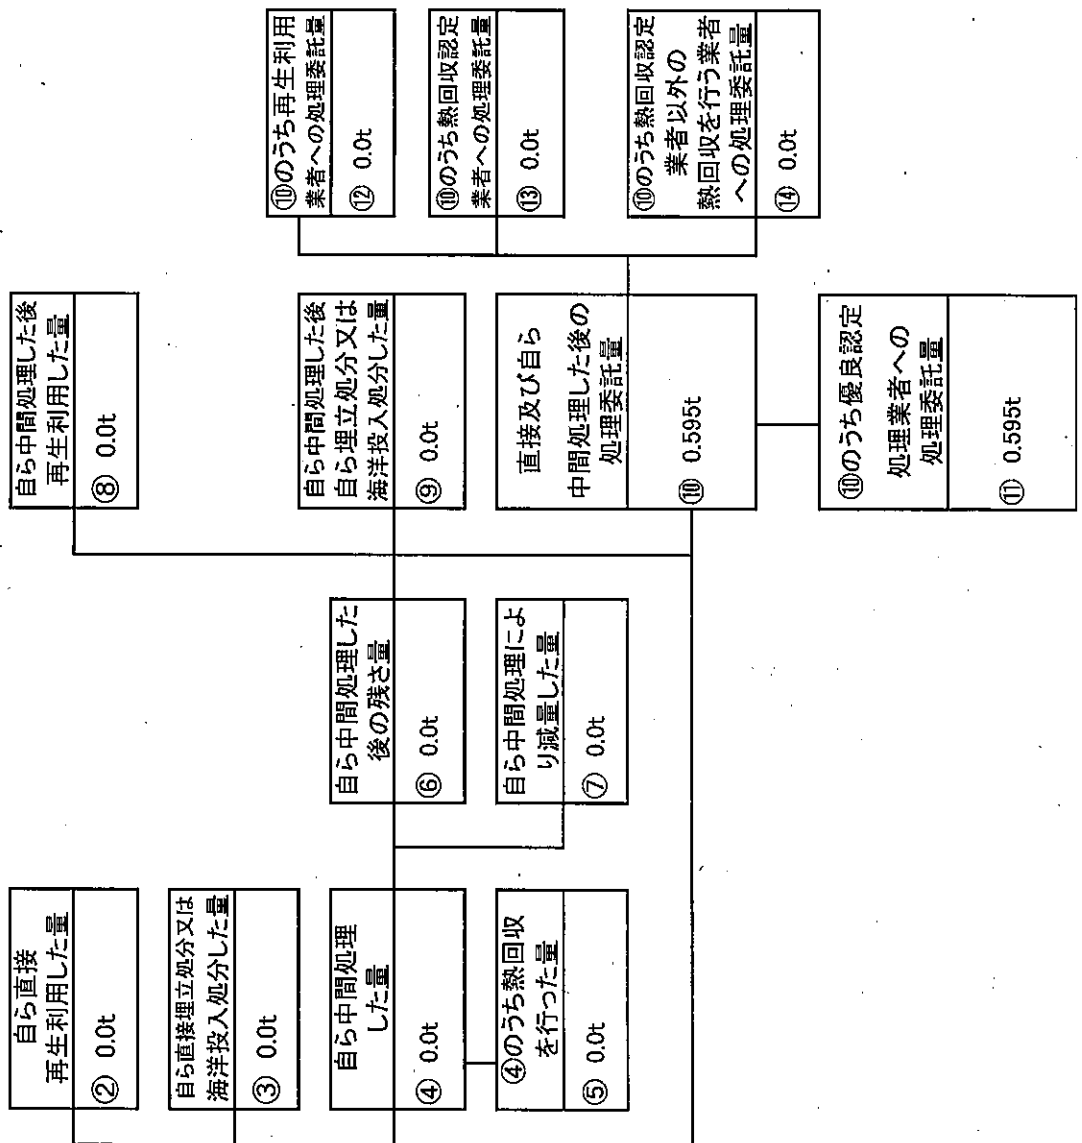 自ら直接
再生利用した量
② 0.0t
自ら直接埋立処分又は
海洋投入処分した量
③ 0.0t
自ら中間処理
した量
④ 0.0t
④のうち熱回収
を行った量
⑤ 0.0t
自ら中間処理した
後の残さ量
⑥ 0.0t
自ら中間処理によ
り減量した量
⑦ 0.0t
自ら中間処理した後
再生利用した量
⑧ 0.0t
自ら中間処理した後
自ら埋立処分又は
海洋投入処分した量
⑨ 0.0t
直接及び自ら
中間処理した後の
処理委託量
⑩ 0.595t
⑩のうち優良認定
処理業者への
処理委託量
⑪ 0.595t
⑩のうち再生利用
業者への処理委託量
⑫ 0.0t
⑩のうち熱回収認定
業者への処理委託量
⑬ 0.0t
⑩のうち熱回収認定
業者以外の
熱回収を行う業者
への処理委託量
⑭ 0.0t